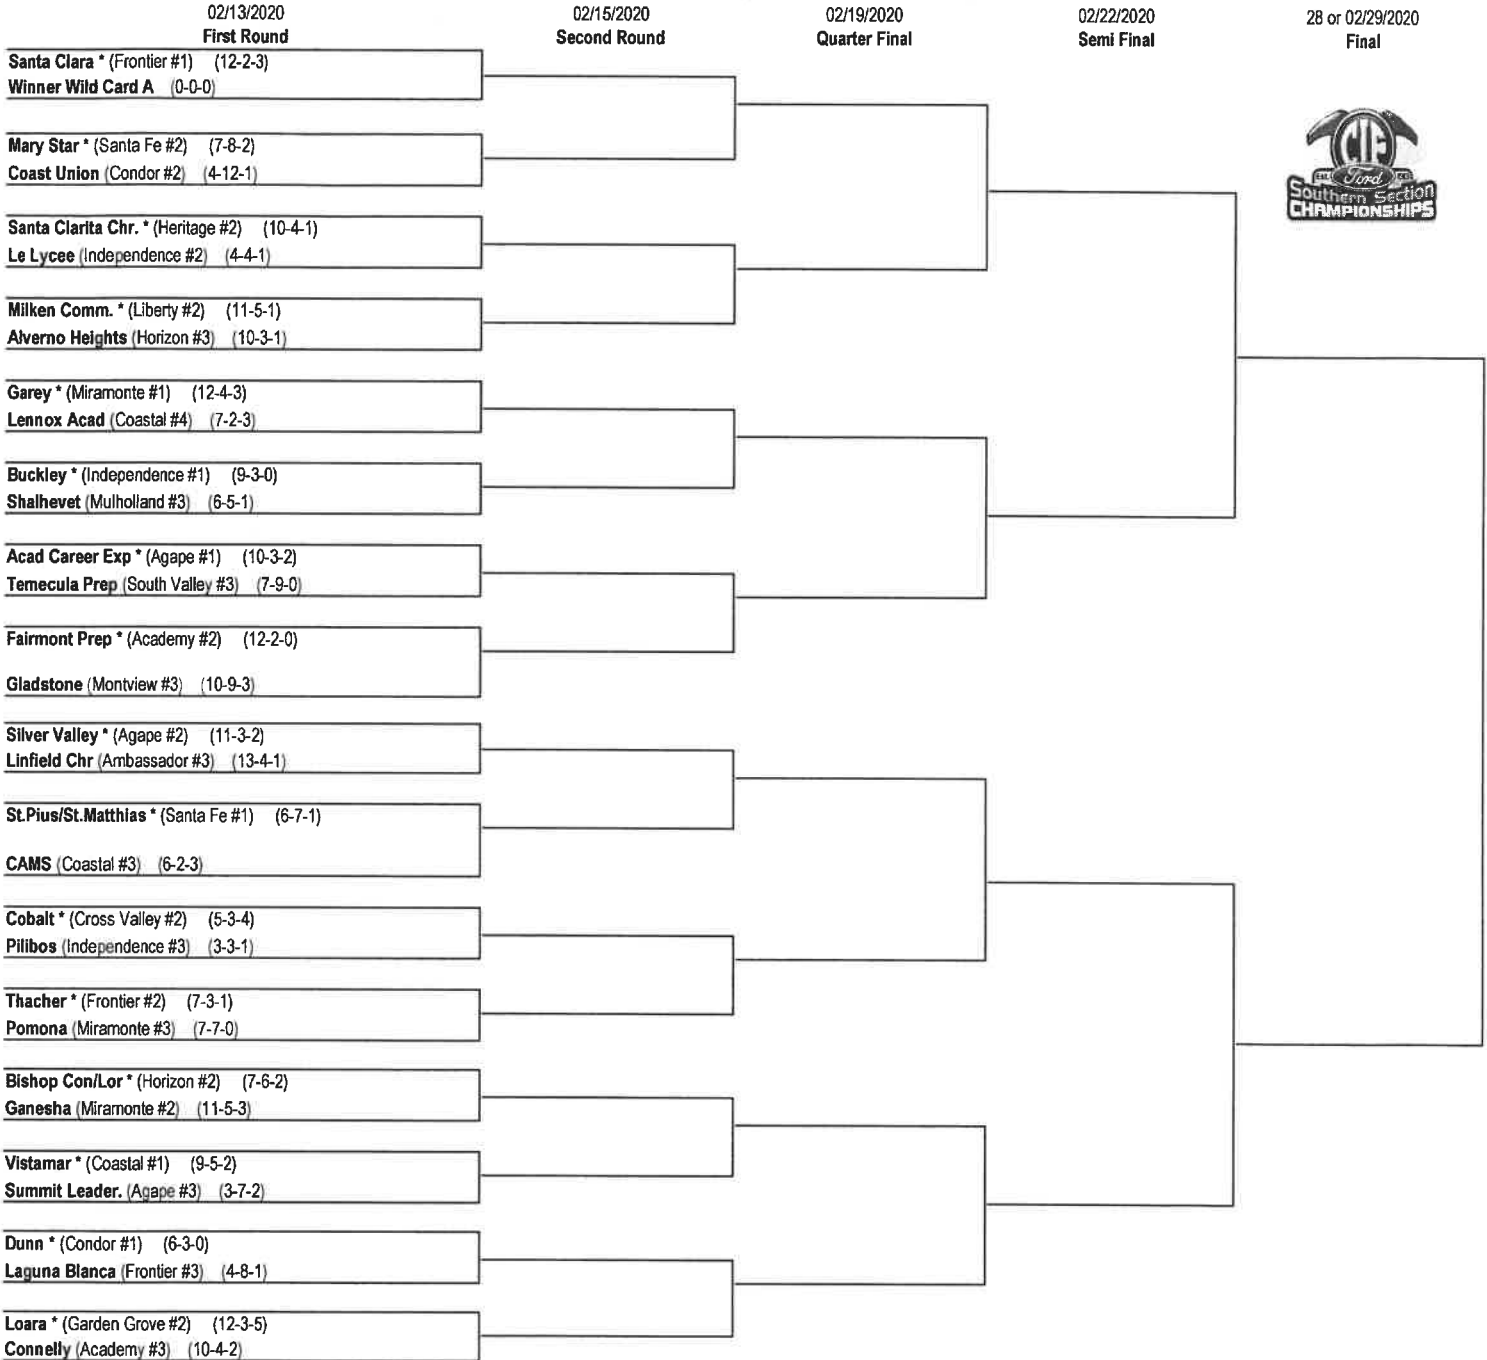 02/13/2020
First Round
02/15/2020
Second Round
02/19/2020
Quarter Final
02/22/2020
Semi Final
28 or 02/29/2020
Final
Santa Clara * (Frontier #1) (12-2-3)
Winner Wild Card A (0-0-0)
Mary Star * (Santa Fe #2) (7-8-2)
Coast Union (Condor #2) (4-12-1)
Santa Clarita Chr. * (Heritage #2) (10-4-1)
Le Lycee (Independence #2) (4-4-1)
Milken Comm. * (Liberty #2) (11-5-1)
Alverno Heights (Horizon #3) (10-3-1)
Garey * (Miramonte #1) (12-4-3)
Lennox Acad (Coastal #4) (7-2-3)
Buckley * (Independence #1) (9-3-0)
Shalhevet (Mulholland #3) (6-5-1)
Acad Career Exp * (Agape #1) (10-3-2)
Temecula Prep (South Valley #3) (7-9-0)
Fairmont Prep * (Academy #2) (12-2-0)
Gladstone (Montview #3) (10-9-3)
Silver Valley * (Agape #2) (11-3-2)
Linfield Chr (Ambassador #3) (13-4-1)
St.Pius/St.Matthias * (Santa Fe #1) (6-7-1)
CAMS (Coastal #3) (6-2-3)
Cobalt * (Cross Valley #2) (5-3-4)
Pilibos (Independence #3) (3-3-1)
Thacher * (Frontier #2) (7-3-1)
Pomona (Miramonte #3) (7-7-0)
Bishop Con/Lor * (Horizon #2) (7-6-2)
Ganesha (Miramonte #2) (11-5-3)
Vistamar * (Coastal #1) (9-5-2)
Summit Leader. (Agape #3) (3-7-2)
Dunn * (Condor #1) (6-3-0)
Laguna Blanca (Frontier #3) (4-8-1)
Loara * (Garden Grove #2) (12-3-5)
Connelly (Academy #3) (10-4-2)
CIF
Ford
Southern Section
CHAMPIONSHIPS